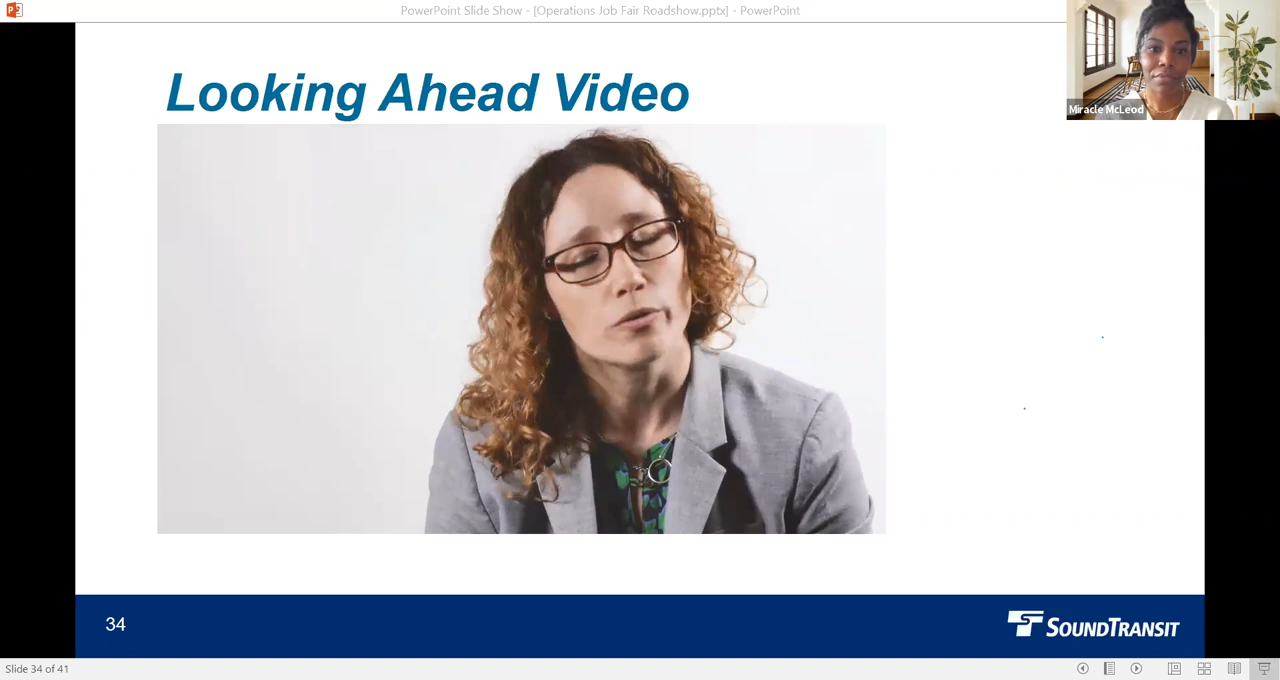 PowerPoint Slide Show - [Operations Job Fair Roadshow.pptx] - PowerPoint
Miracle McLeod
Looking Ahead Video
34
SOUNDTRANSIT
Slide 34 of 41